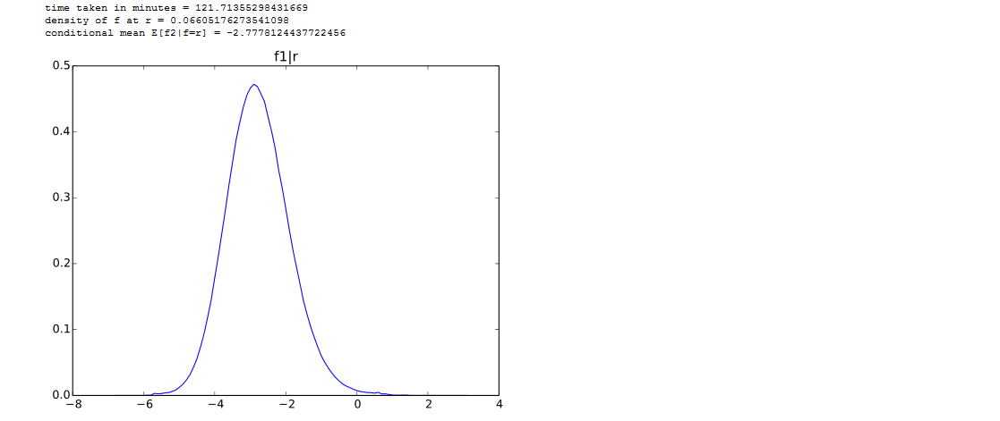 time taken in minutes = 121.71355298431669
density of f at r = 0.06605176273541098
conditional mean E[f2|f=r] = -2.7778124437722456
f1|r
0.5
0.4
0.3
0.2
0.1
0.0
−8 −6 −4 −2 0 2 4